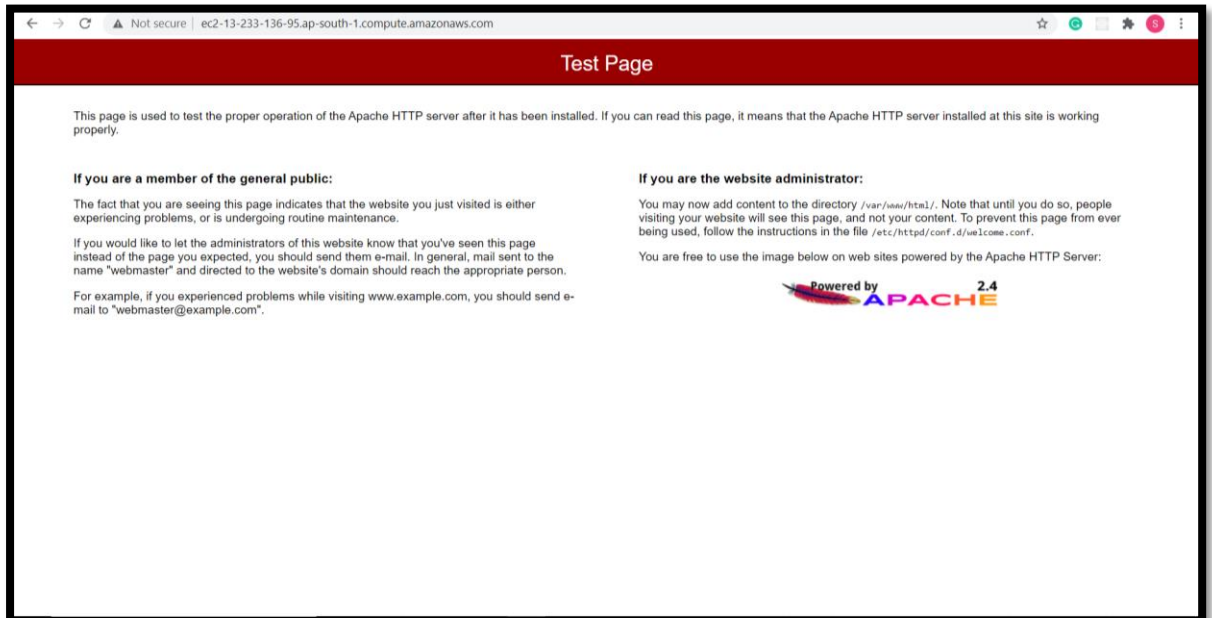 Not secure | ec2-13-233-136-95.ap-south-1.compute.amazonaws.com
S
Test Page
This page is used to test the proper operation of the Apache HTTP server after it has been installed. If you can read this page, it means that the Apache HTTP server installed at this site is working
properly.
If you are a member of the general public:
The fact that you are seeing this page indicates that the website you just visited is either
experiencing problems, or is undergoing routine maintenance.
If you would like to let the administrators of this website know that you've seen this page
instead of the page you expected, you should send them e-mail. In general, mail sent to the
name "webmaster" and directed to the website's domain should reach the appropriate person.
For example, if you experienced problems while visiting www.example.com, you should send e-
mail to "webmaster@example.com".
If you are the website administrator:
You may now add content to the directory /var/www/html/. Note that until you do so, people
visiting your website will see this page, and not your content. To prevent this page from ever
being used, follow the instructions in the file /etc/httpd/conf.d/welcome.conf.
You are free to use the image below on web sites powered by the Apache HTTP Server:
Powered by 2.4
APACHE